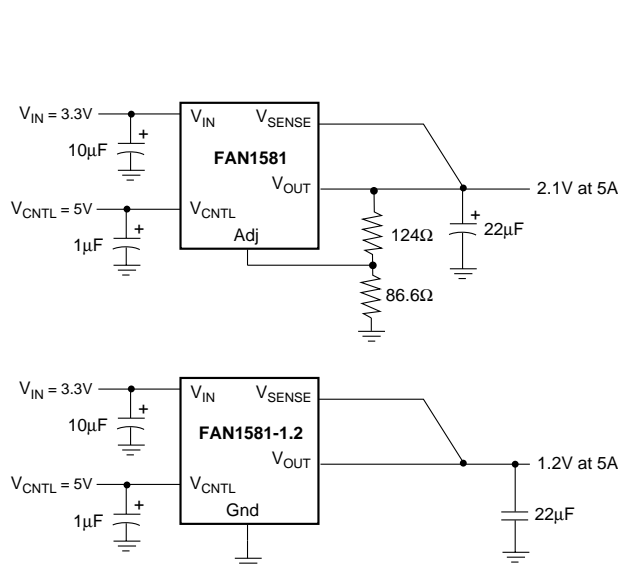 V_IN = 3.3V
V_IN
V_SENSE
10μF
+
FAN1581
V_OUT
2.1V at 5A
V_CNTL = 5V
V_CNTL
1μF
+
Adj
124Ω
+
22μF
86.6Ω
V_IN = 3.3V
V_IN
V_SENSE
10μF
+
FAN1581-1.2
V_OUT
1.2V at 5A
V_CNTL = 5V
V_CNTL
1μF
+
Gnd
22μF